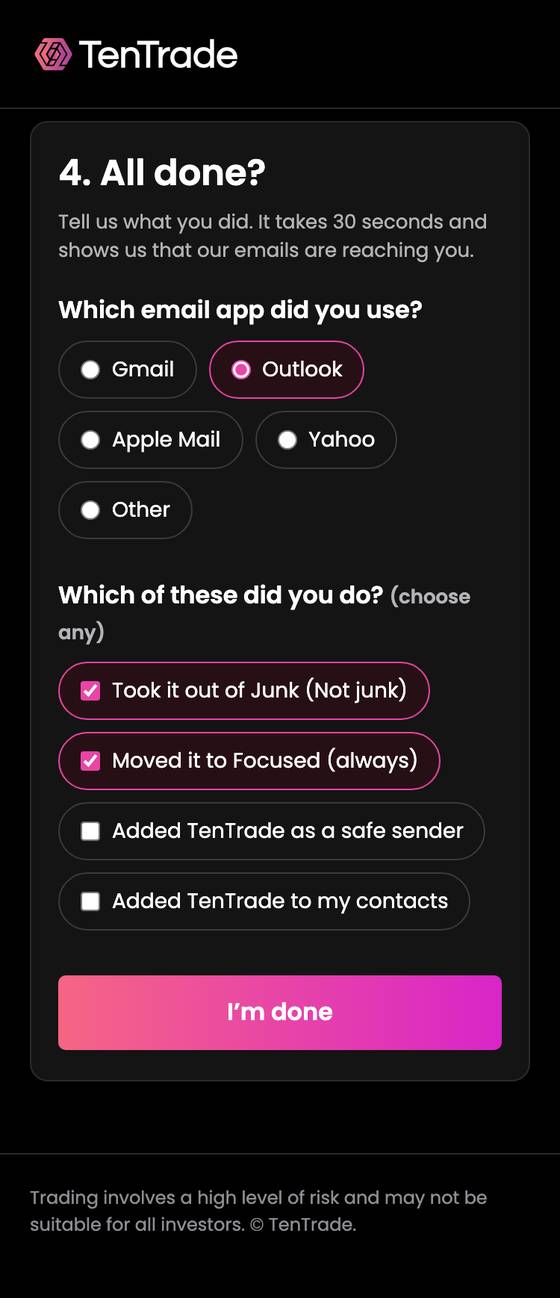 TenTrade
4. All done?
Tell us what you did. It takes 30 seconds and
shows us that our emails are reaching you.
Which email app did you use?
Gmail
Outlook
Apple Mail
Yahoo
Other
Which of these did you do? (choose
any)
Took it out of Junk (Not junk)
Moved it to Focused (always)
Added TenTrade as a safe sender
Added TenTrade to my contacts
I’m done
Trading involves a high level of risk and may not be
suitable for all investors. © TenTrade.